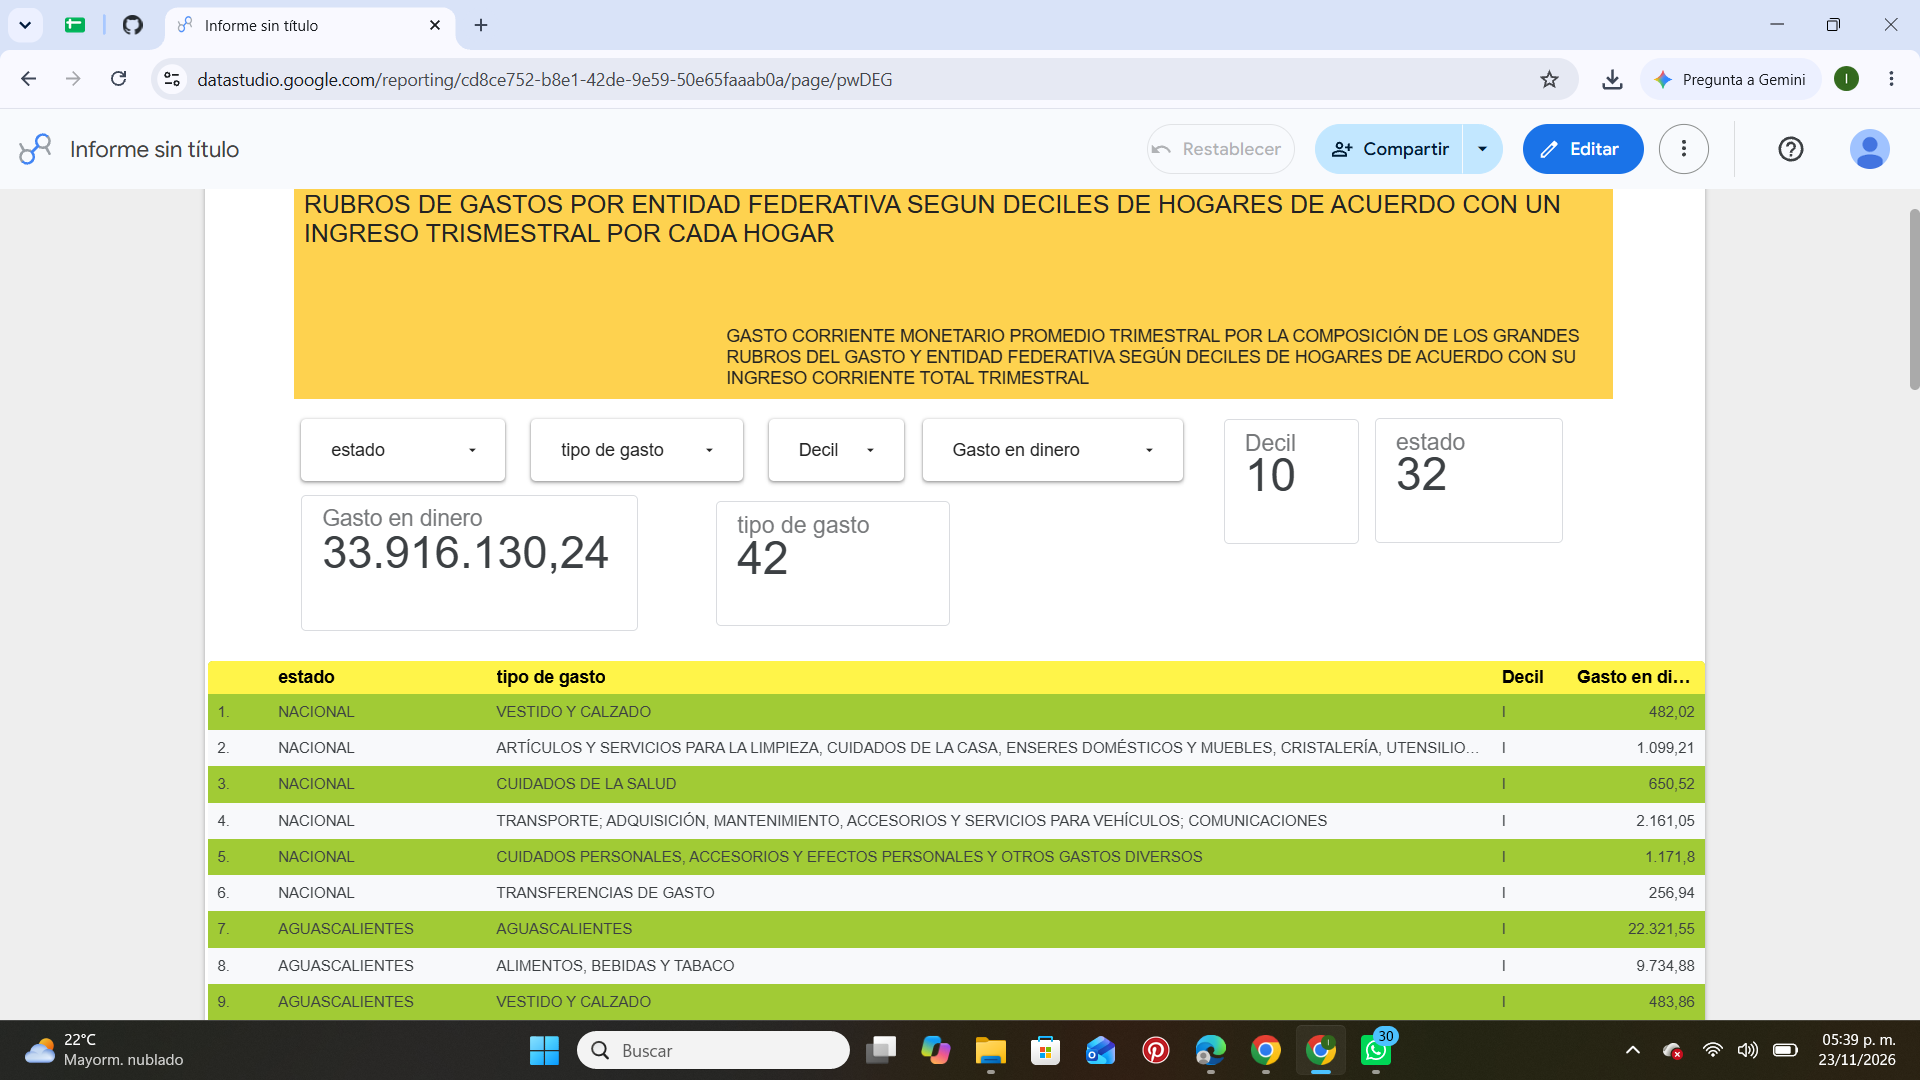 Informe sin título
datastudio.google.com/reporting/cd8ce752-b8e1-42de-9e59-50e65faaab0a/page/pwDEG
Pregunta a Gemini
I
Informe sin título
Restablecer
Compartir
Editar
RUBROS DE GASTOS POR ENTIDAD FEDERATIVA SEGUN DECILES DE HOGARES DE ACUERDO CON UN
INGRESO TRISMESTRAL POR CADA HOGAR
GASTO CORRIENTE MONETARIO PROMEDIO TRIMESTRAL POR LA COMPOSICIÓN DE LOS GRANDES
RUBROS DEL GASTO Y ENTIDAD FEDERATIVA SEGÚN DECILES DE HOGARES DE ACUERDO CON SU
INGRESO CORRIENTE TOTAL TRIMESTRAL
estado
tipo de gasto
Decil
Gasto en dinero
Decil
10
estado
32
Gasto en dinero
33.916.130,24
tipo de gasto
42
estado tipo de gasto Decil Gasto en di...
1. NACIONAL VESTIDO Y CALZADO I 482,02
2. NACIONAL ARTÍCULOS Y SERVICIOS PARA LA LIMPIEZA, CUIDADOS DE LA CASA, ENSERES DOMÉSTICOS Y MUEBLES, CRISTALERÍA, UTENSILIO... I 1.099,21
3. NACIONAL CUIDADOS DE LA SALUD I 650,52
4. NACIONAL TRANSPORTE; ADQUISICIÓN, MANTENIMIENTO, ACCESORIOS Y SERVICIOS PARA VEHÍCULOS; COMUNICACIONES I 2.161,05
5. NACIONAL CUIDADOS PERSONALES, ACCESORIOS Y EFECTOS PERSONALES Y OTROS GASTOS DIVERSOS I 1.171,8
6. NACIONAL TRANSFERENCIAS DE GASTO I 256,94
7. AGUASCALIENTES AGUASCALIENTES I 22.321,55
8. AGUASCALIENTES ALIMENTOS, BEBIDAS Y TABACO I 9.734,88
9. AGUASCALIENTES VESTIDO Y CALZADO I 483,86
22°C
Mayorm. nublado
Buscar
30
05:39 p. m.
23/11/2026